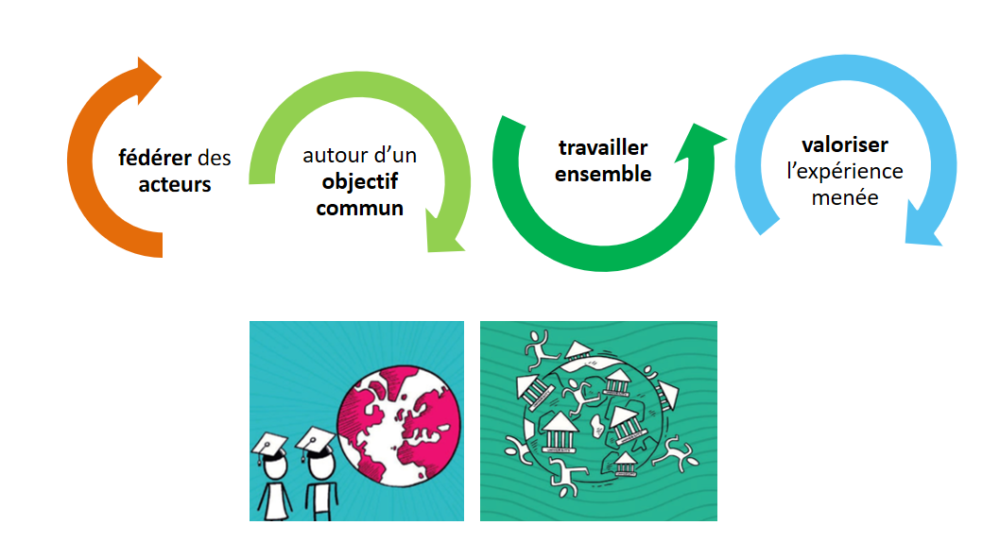 fédérer des
acteurs
autour d’un
objectif
commun
travailler
ensemble
valoriser
l’expérience
menée